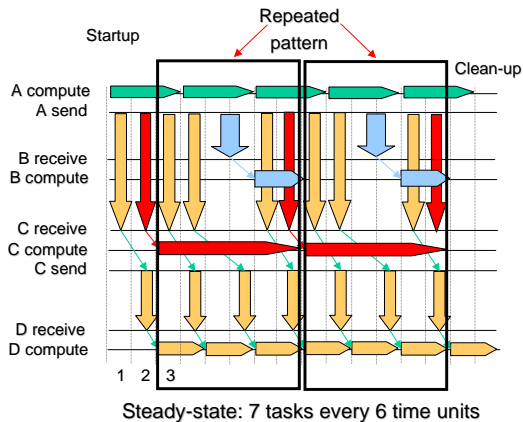 Repeated
pattern
Startup
Clean-up
A compute
A send
B receive
B compute
C receive
C compute
C send
D receive
D compute
1 2 3
Steady-state: 7 tasks every 6 time units